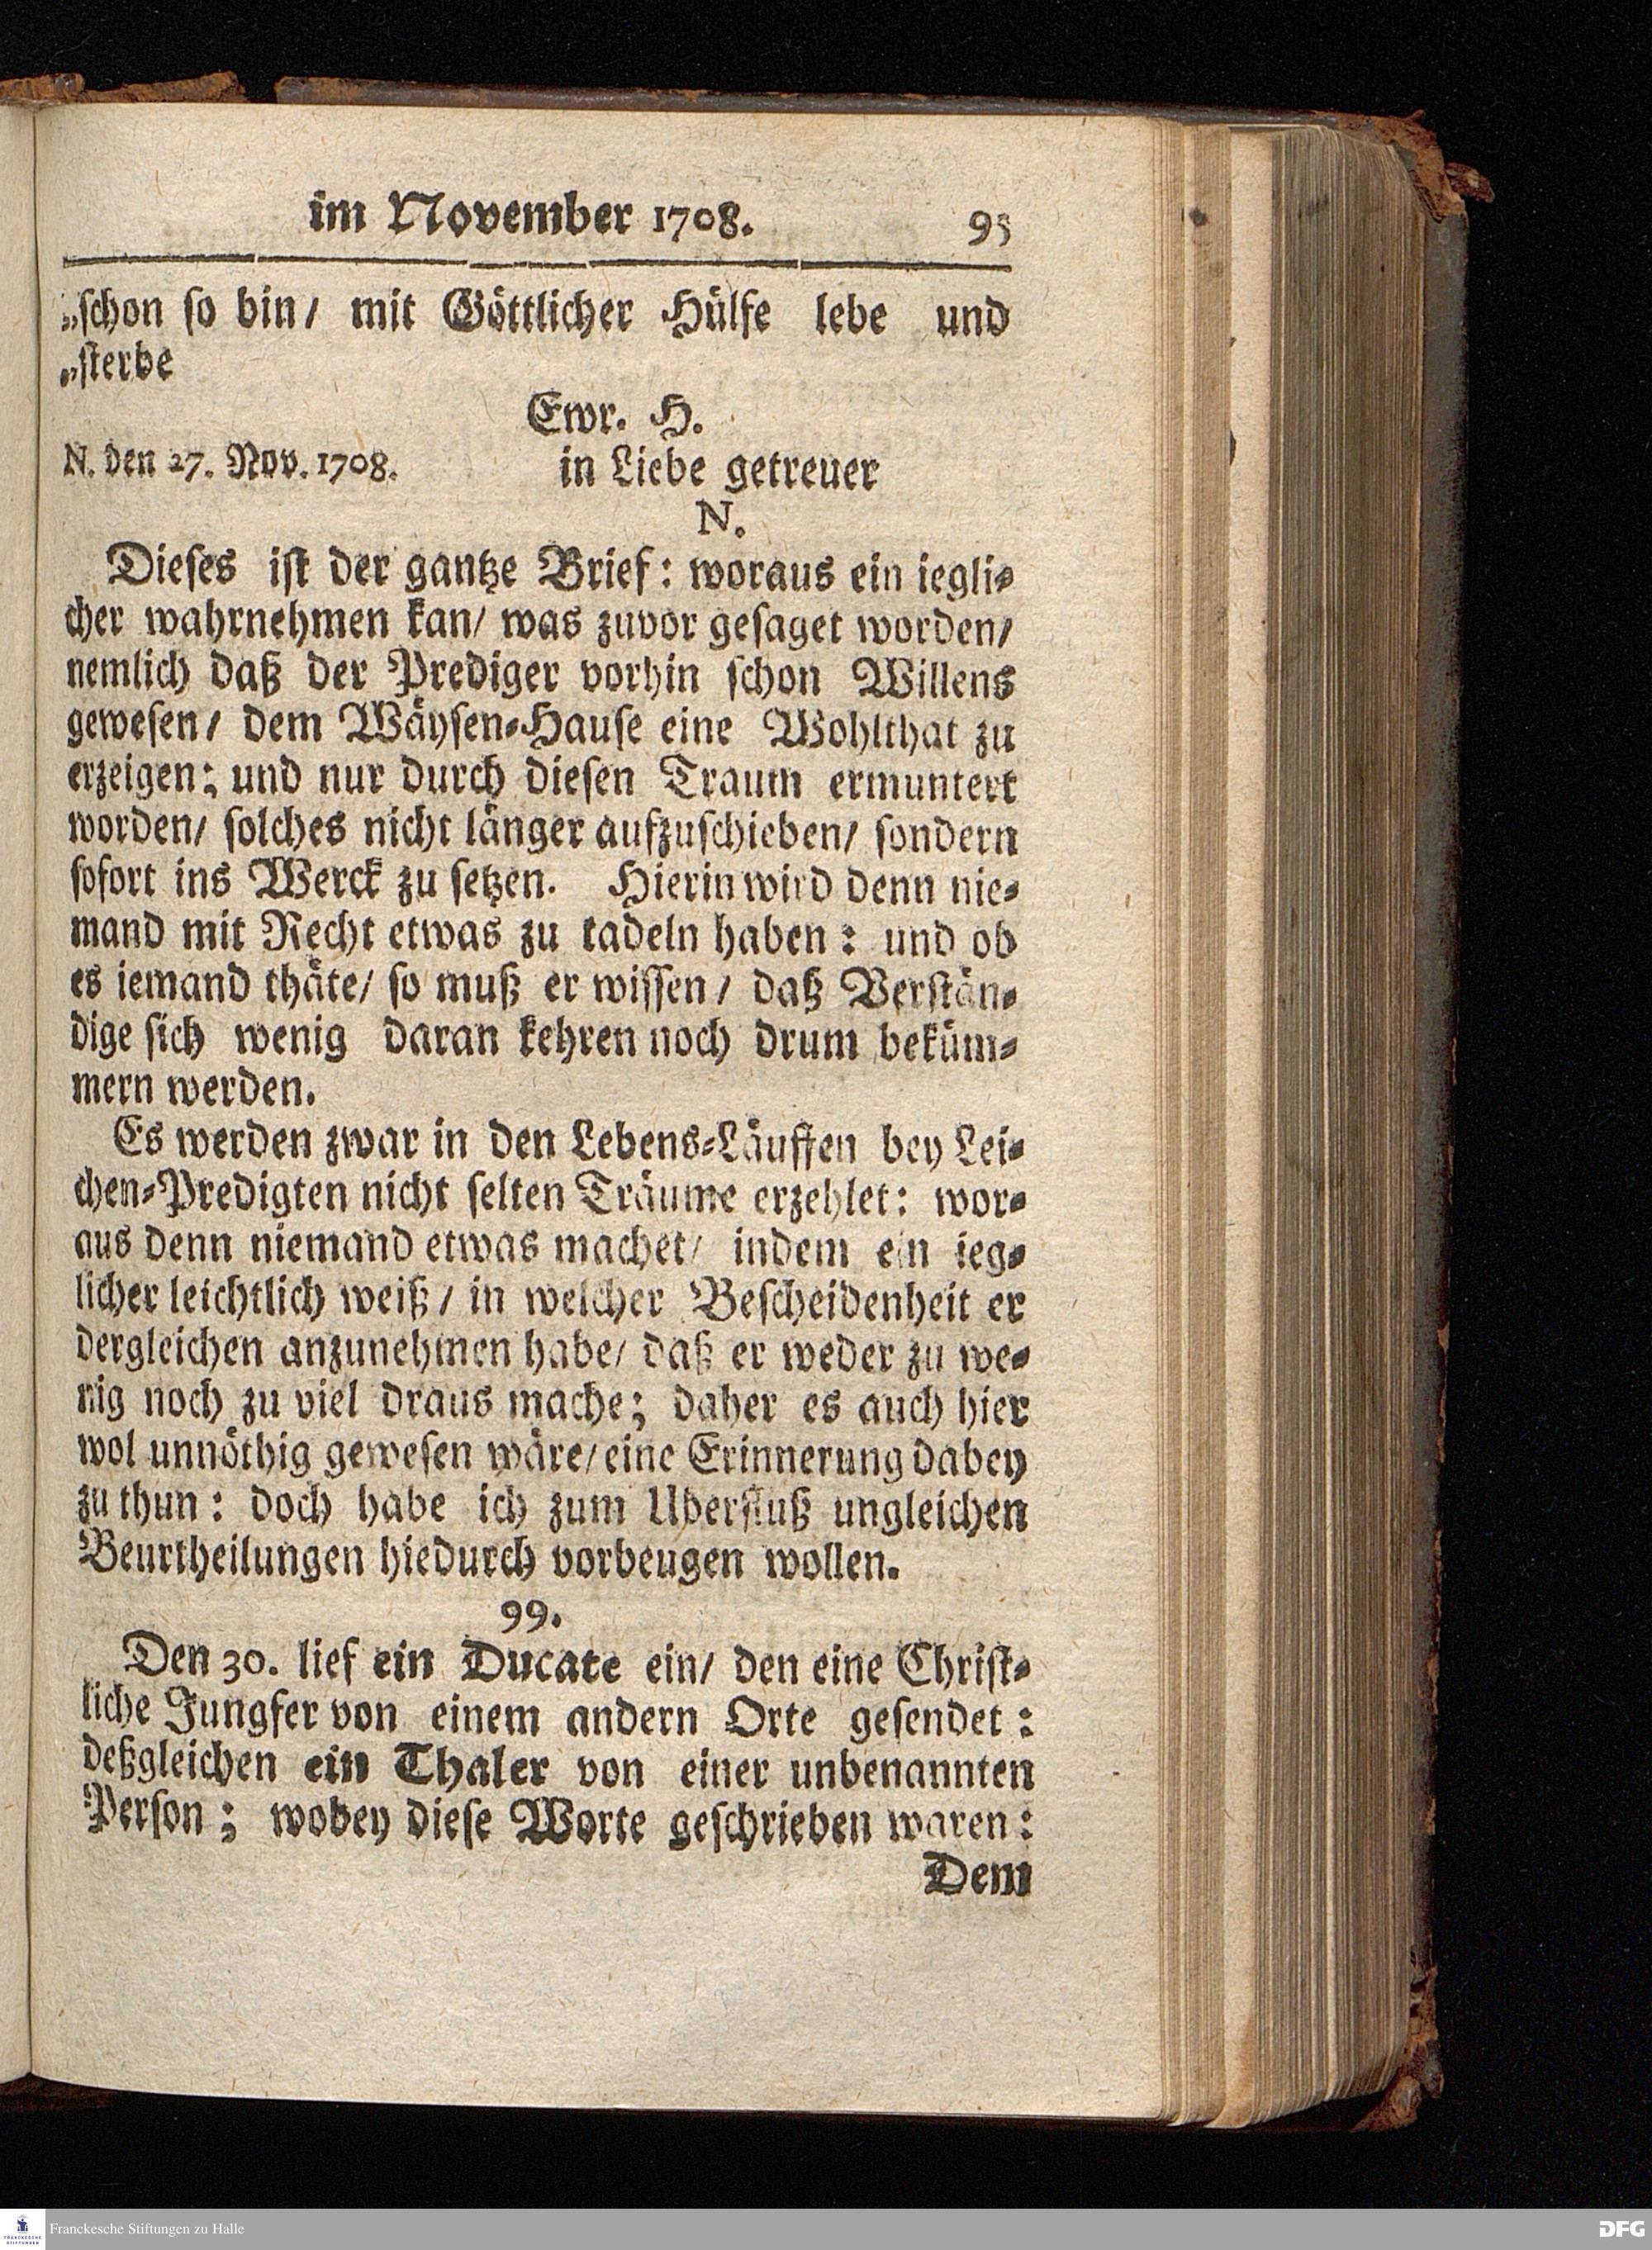 im November 1708. 95
„schon so bin/ mit Göttlicher Hülfe lebe und
„sterbe
Ewr. H.
N. den 27. Nov. 1708. in Liebe getreuer
N.
Dieses ist der gantze Brief: woraus ein iegli-
cher wahrnehmen kan/ was zuvor gesaget worden/
nemlich daß der Prediger vorhin schon Willens
gewesen/ dem Wäysen-Hause eine Wohlthat zu
erzeigen; und nur durch diesen Traum ermuntert
worden/ solches nicht länger aufzuschieben/ sondern
sofort ins Werck zu setzen. Hierin wird denn nie-
mand mit Recht etwas zu tadeln haben: und ob
es iemand thäte/ so muß er wissen/ daß Verstän-
dige sich wenig daran kehren noch drum beküm-
mern werden.
Es werden zwar in den Lebens-Läufften bey Lei-
chen-Predigten nicht selten Träume erzehlet: wor-
aus denn niemand etwas machet/ indem ein ieg-
licher leichtlich weiß/ in welcher Bescheidenheit er
dergleichen anzunehmen habe/ daß er weder zu we-
nig noch zu viel draus mache; daher es auch hier
wol unnöthig gewesen wäre/ eine Erinnerung dabey
zu thun: doch habe ich zum Uberfluß ungleichen
Beurtheilungen hiedurch vorbeugen wollen.
99.
Den 30. lief ein Ducate ein/ den eine Christ-
liche Jungfer von einem andern Orte gesendet:
deßgleichen ein Thaler von einer unbenannten
Person; wobey diese Worte geschrieben waren:
Dem
FRANCKESCHE STIFTUNGEN
Franckesche Stiftungen zu Halle
DFG